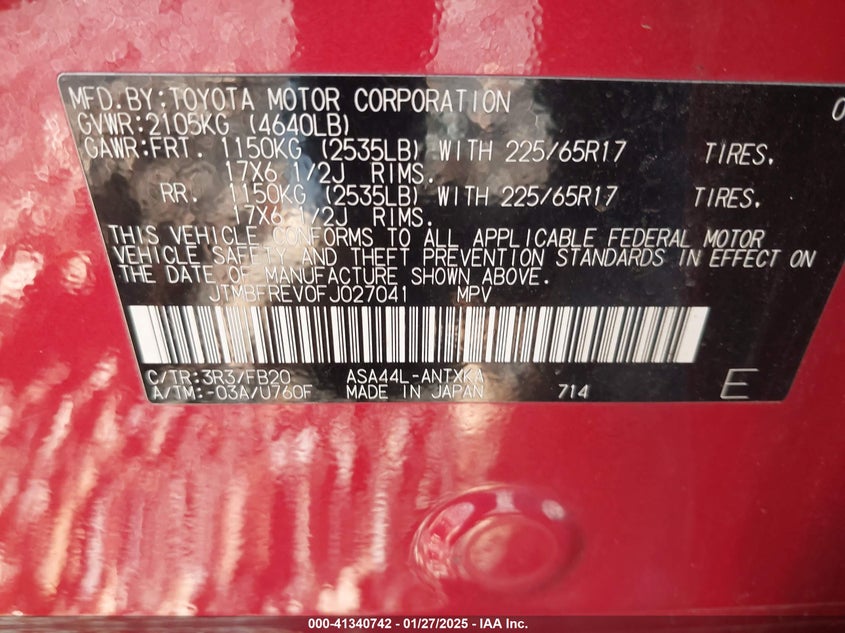 MFD.BY:TOYOTA MOTOR CORPORATION 0
GVWR:2105KG (4640LB)
GAWR:FRT. 1150KG (2535LB) WITH 225/65R17 TIRES,
17X6 1/2J RIMS.
RR. 1150KG (2535LB) WITH 225/65R17 TIRES,
17X6 1/2J RIMS.
THIS VEHICLE CONFORMS TO ALL APPLICABLE FEDERAL MOTOR
VEHICLE SAFETY AND THEFT PREVENTION STANDARDS IN EFFECT ON
THE DATE OF MANUFACTURE SHOWN ABOVE.
JTMBFREV0FJ027041 MPV
C/TR:3R3/FB20 ASA44L-ANTXKA
A/TM:-03A/U760F MADE IN JAPAN 714 E
000-41340742 - 01/27/2025 - IAA Inc.